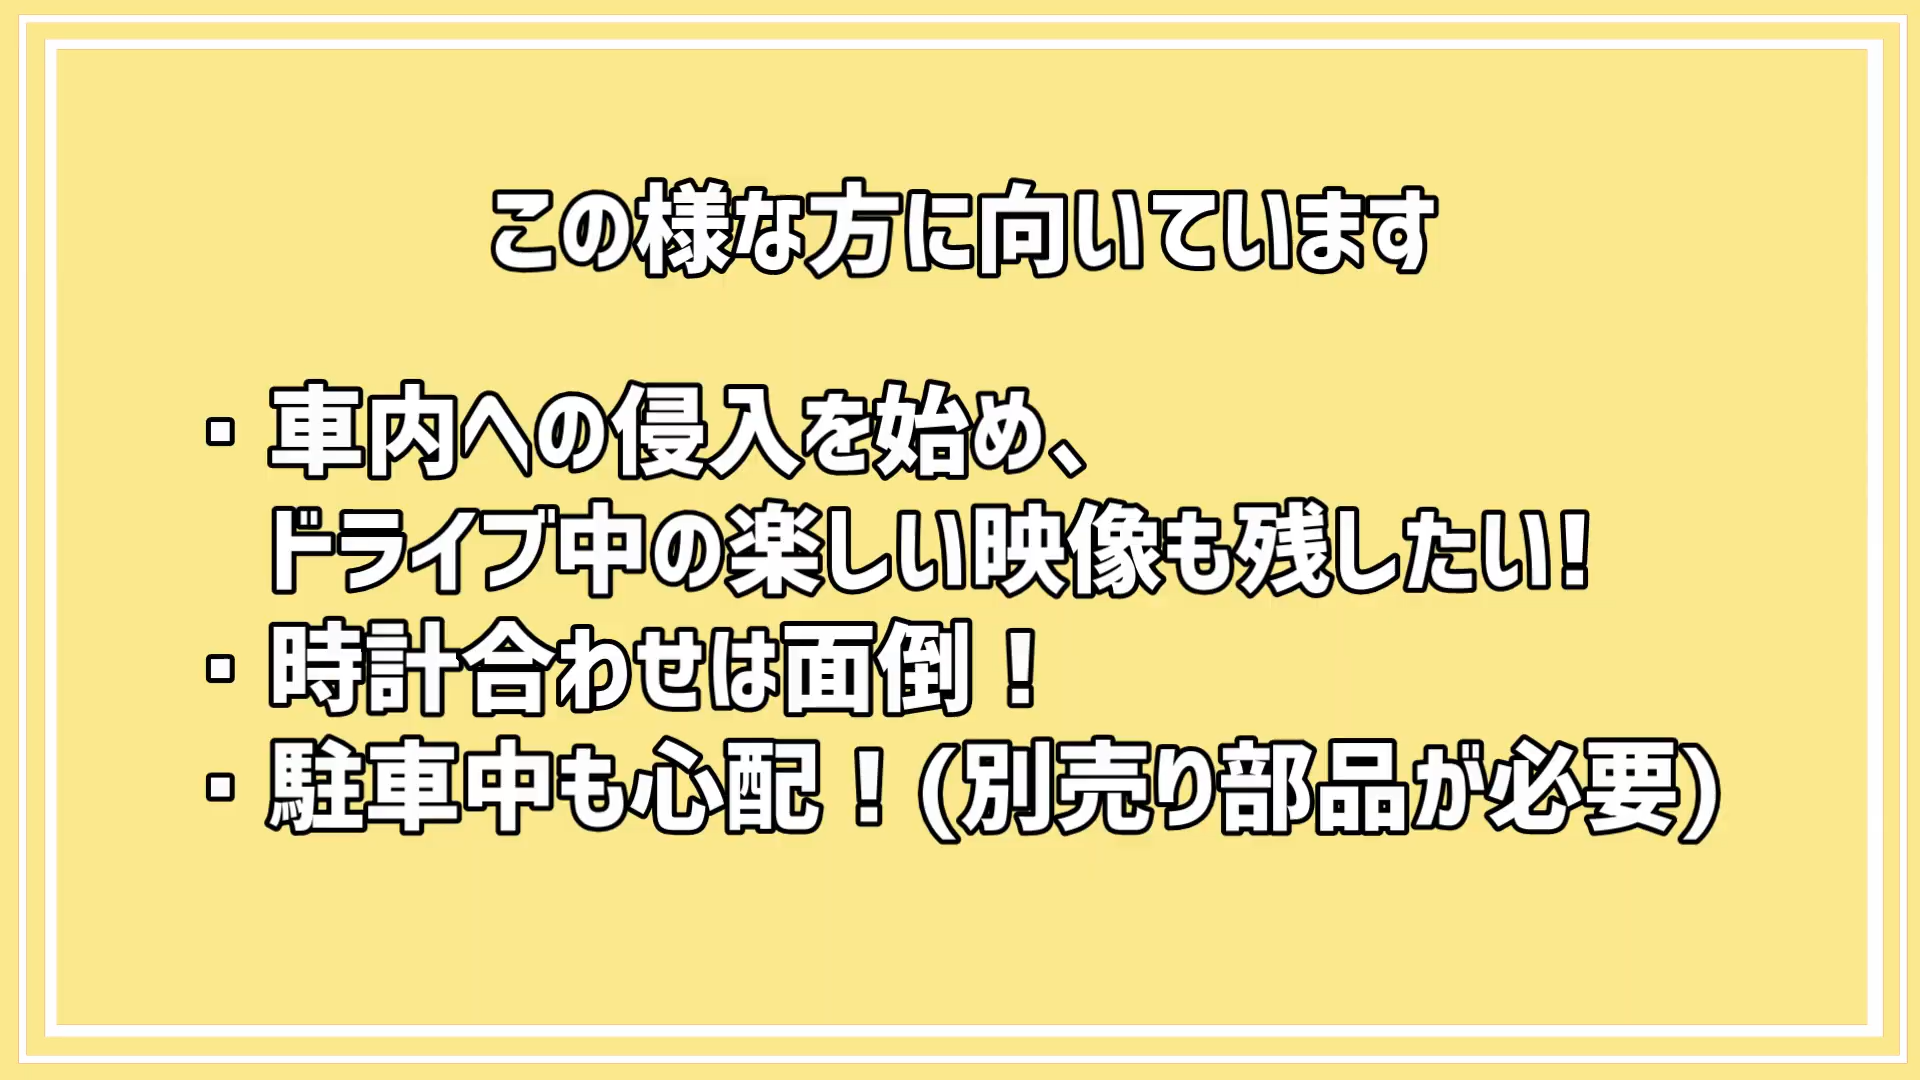 この様な方に向いています
・車内への侵入を始め、
ドライブ中の楽しい映像も残したい!
・時計合わせは面倒！
・駐車中も心配！(別売り部品が必要)